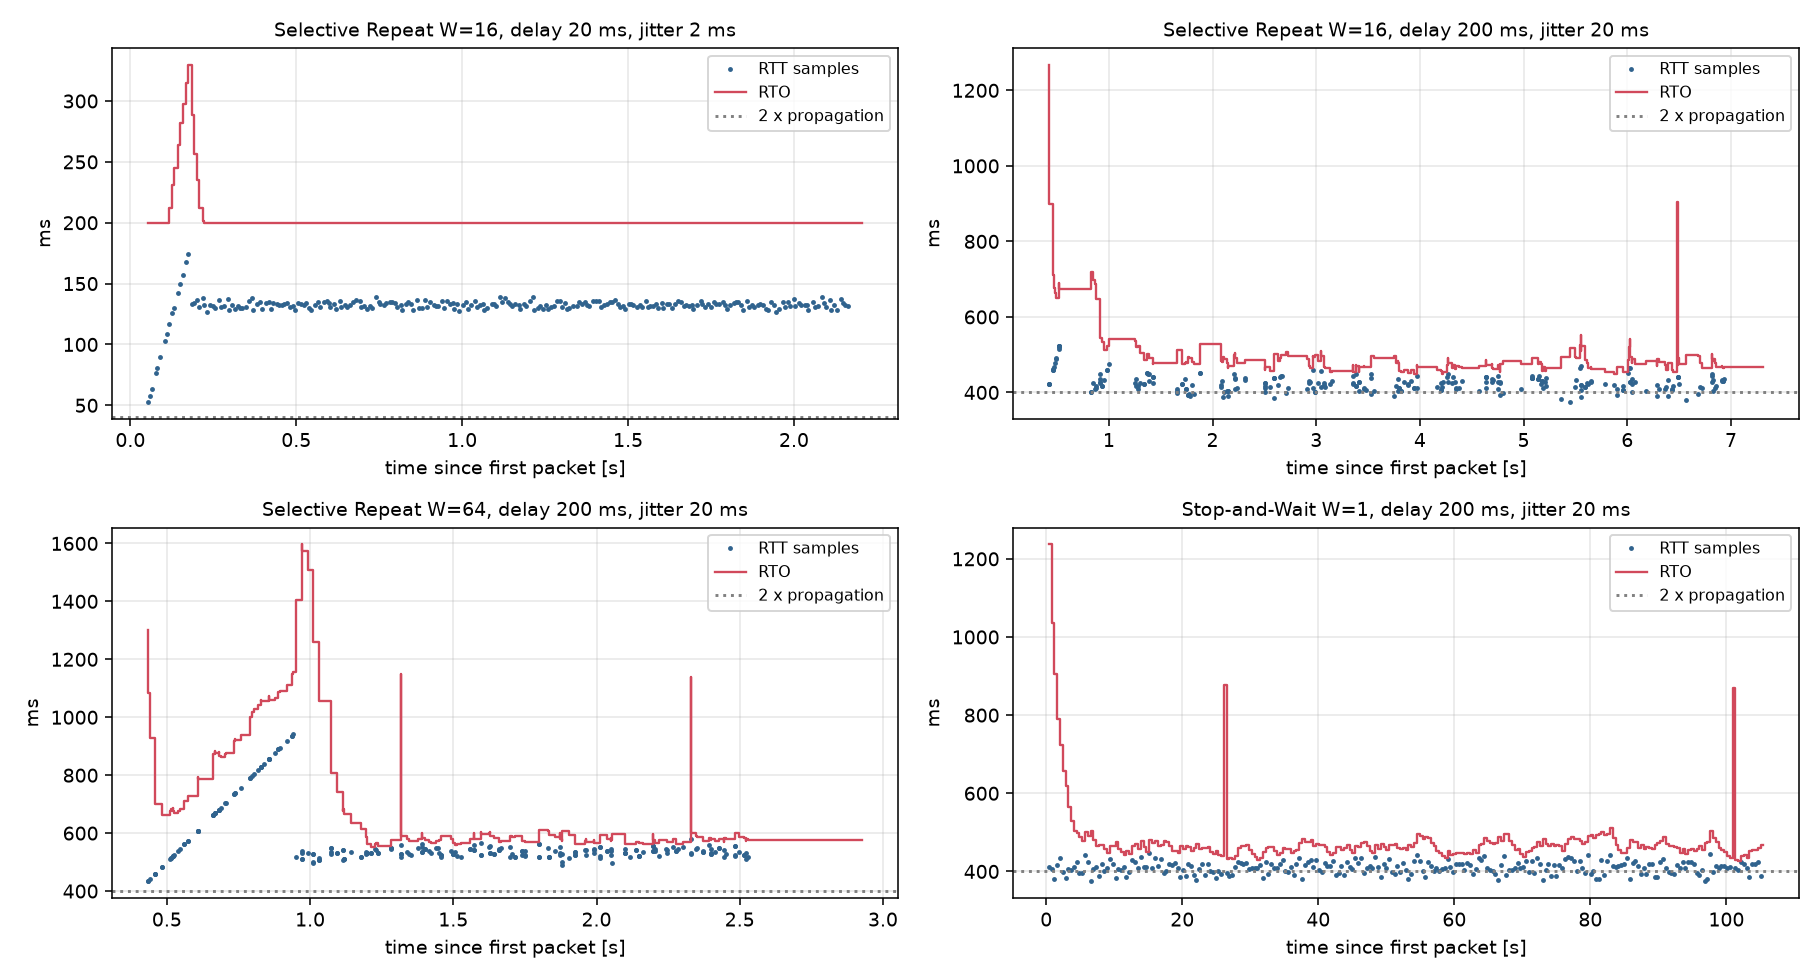 Selective Repeat W=16, delay 20 ms, jitter 2 ms
ms
300
250
200
150
100
50
0.0 0.5 1.0 1.5 2.0
time since first packet [s]
RTT samples
RTO
2 x propagation
Selective Repeat W=16, delay 200 ms, jitter 20 ms
ms
1200
1000
800
600
400
1 2 3 4 5 6 7
time since first packet [s]
RTT samples
RTO
2 x propagation
Selective Repeat W=64, delay 200 ms, jitter 20 ms
ms
1600
1400
1200
1000
800
600
400
0.5 1.0 1.5 2.0 2.5 3.0
time since first packet [s]
RTT samples
RTO
2 x propagation
Stop-and-Wait W=1, delay 200 ms, jitter 20 ms
ms
1200
1000
800
600
400
0 20 40 60 80 100
time since first packet [s]
RTT samples
RTO
2 x propagation